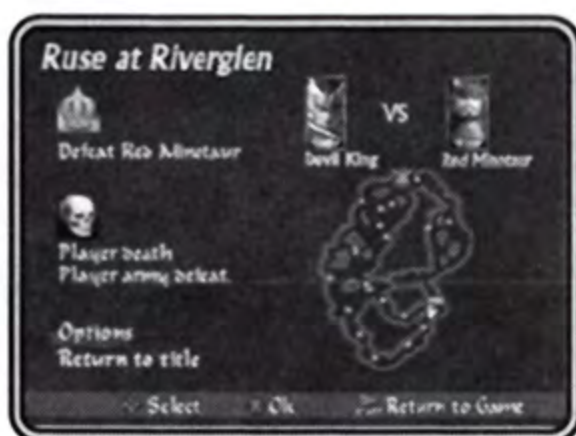 Ruse at Riverglen
VS
Defeat Red Minotaur
Devil King
Red Minotaur
Player death
Player army defeat.
Options
Return to title
Select
Ok
Return to Game